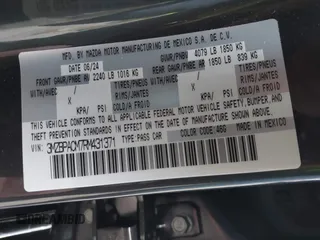 MFD. BY MAZDA MOTOR MANUFACTURING DE MEXICO S.A. DE C.V.
DATE 06/24 GVWR/PNBV 4079 LB 1850 KG
FRONT GAWR/PNBE AV 2240 LB 1016 KG REAR GAWR/PNBE AR 1850 LB 839 KG
WITH/AVEC TIRES/PNEUS WITH/AVEC TIRES/PNEUS
X RIMS/JANTES X RIMS/JANTES
KPA/ PSI COLD/A FROID KPA/ PSI COLD/A FROID
THIS VEHICLE CONFORMS TO ALL APPLICABLE FEDERAL MOTOR VEHICLE SAFETY, BUMPER, AND
THEFT PREVENTION STANDARDS IN EFFECT ON THE DATE OF MANUFACTURE SHOWN ABOVE.
VIN: 3MZBPACM7RM431371 TYPE: PASS CAR
COLOR CODE: 46G MADE IN MEXICO